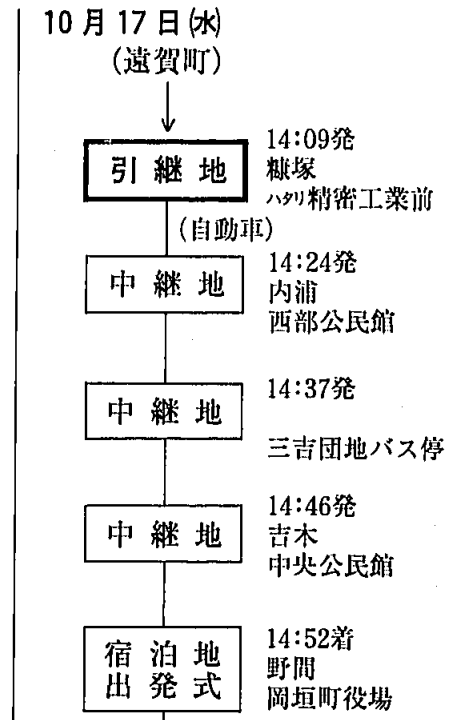 10月17日(水)
(遠賀町)
引継地
14:09発
糠塚
ハタリ精密工業前
(自動車)
中継地
14:24発
内浦
西部公民館
中継地
14:37発
三吉団地バス停
中継地
14:46発
吉木
中央公民館
宿泊地
出発式
14:52着
野間
岡垣町役場